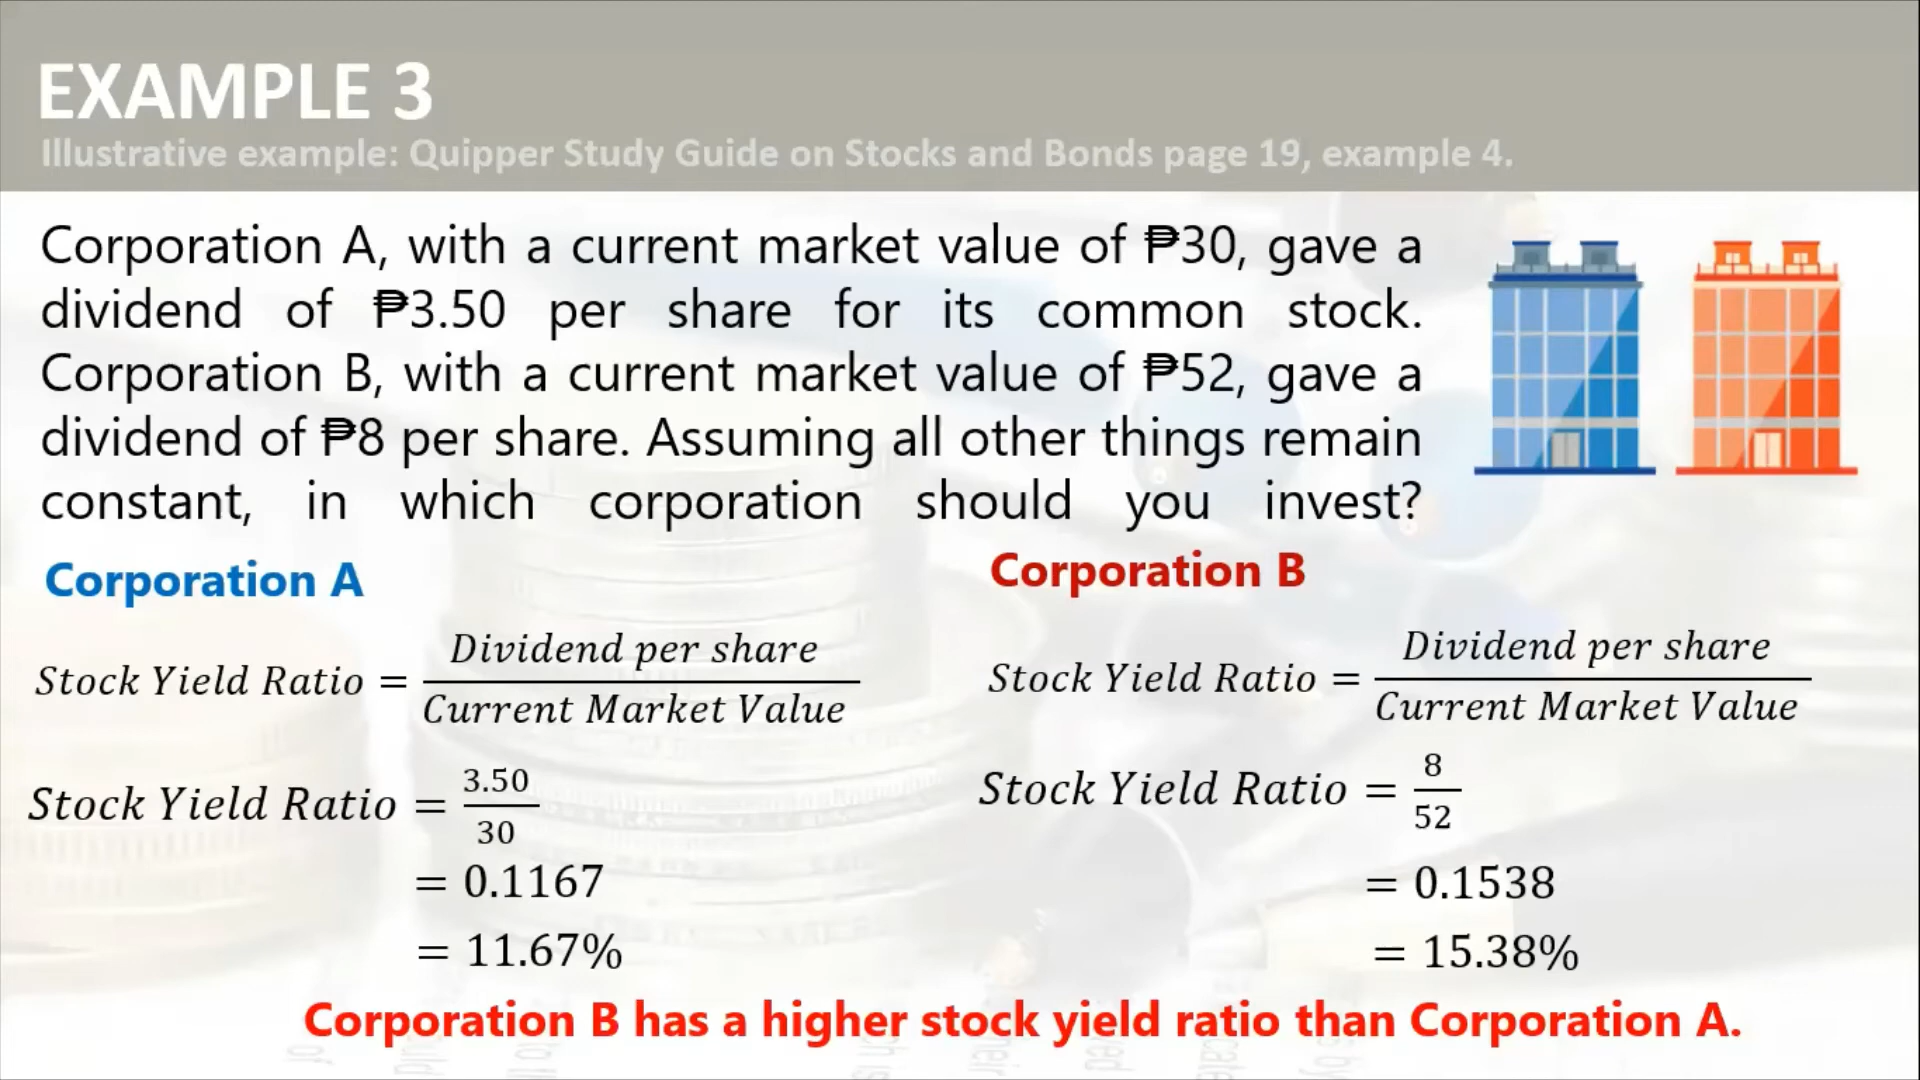 EXAMPLE 3
Illustrative example: Quipper Study Guide on Stocks and Bonds page 19, example 4.
Corporation A, with a current market value of ₱30, gave a
dividend of ₱3.50 per share for its common stock.
Corporation B, with a current market value of ₱52, gave a
dividend of ₱8 per share. Assuming all other things remain
constant, in which corporation should you invest?
Corporation A
Stock Yield Ratio = Dividend per share / Current Market Value
Stock Yield Ratio = 3.50 / 30
= 0.1167
= 11.67%
Corporation B
Stock Yield Ratio = Dividend per share / Current Market Value
Stock Yield Ratio = 8 / 52
= 0.1538
= 15.38%
Corporation B has a higher stock yield ratio than Corporation A.